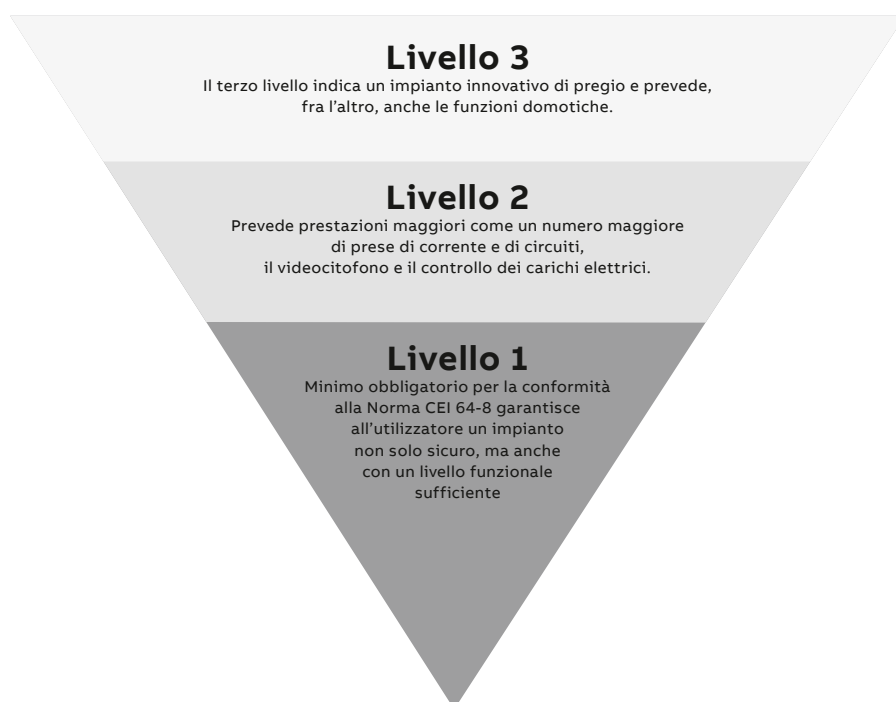 Livello 3
Il terzo livello indica un impianto innovativo di pregio e prevede,
fra l'altro, anche le funzioni domotiche.
Livello 2
Prevede prestazioni maggiori come un numero maggiore
di prese di corrente e di circuiti,
il videocitofono e il controllo dei carichi elettrici.
Livello 1
Minimo obbligatorio per la conformità
alla Norma CEI 64-8 garantisce
all'utilizzatore un impianto
non solo sicuro, ma anche
con un livello funzionale
sufficiente